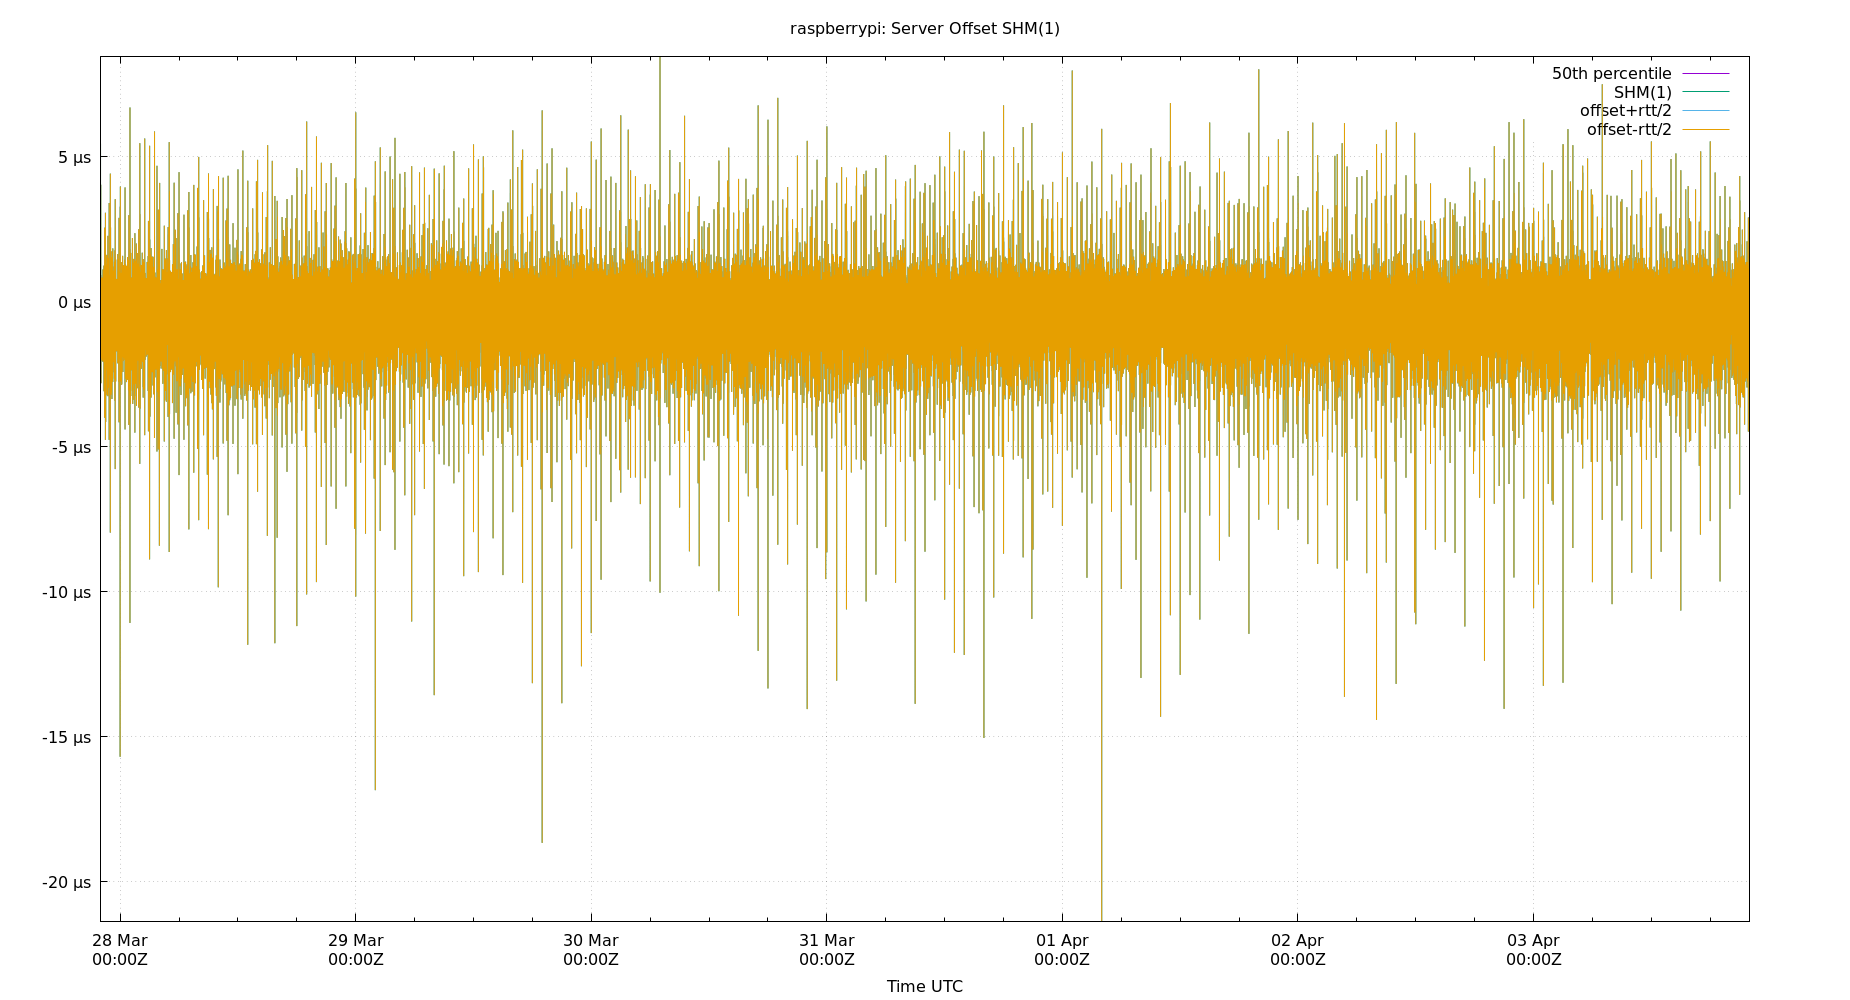 raspberrypi: Server Offset SHM(1)
50th percentile
SHM(1)
offset+rtt/2
offset-rtt/2
5 µs
0 µs
-5 µs
-10 µs
-15 µs
-20 µs
28 Mar 29 Mar 30 Mar 31 Mar 01 Apr 02 Apr 03 Apr
00:00Z 00:00Z 00:00Z 00:00Z 00:00Z 00:00Z 00:00Z
Time UTC